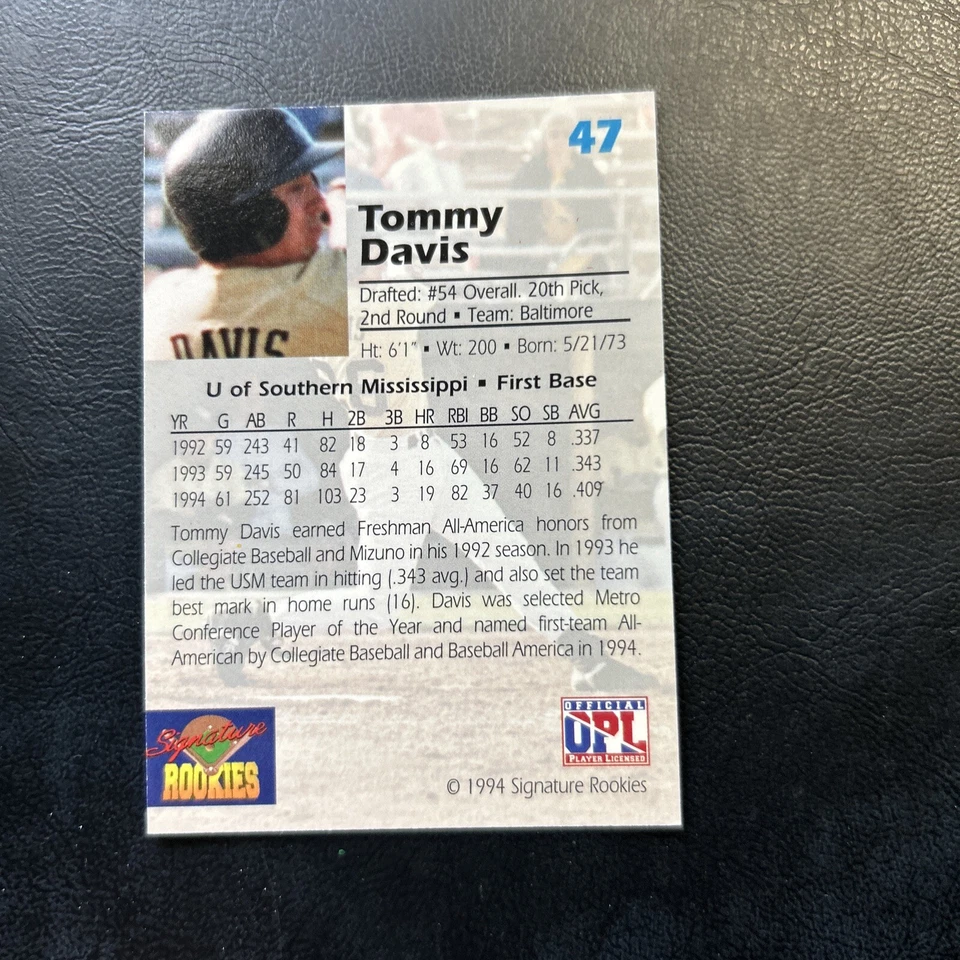 47
Tommy
Davis
Drafted: #54 Overall. 20th Pick,
2nd Round ▪ Team: Baltimore
Ht: 6'1" ▪ Wt: 200 ▪ Born: 5/21/73
DAVIS
U of Southern Mississippi ▪ First Base
YR G AB R H 2B 3B HR RBI BB SO SB AVG
1992 59 243 41 82 18 3 8 53 16 52 8 .337
1993 59 245 50 84 17 4 16 69 16 62 11 .343
1994 61 252 81 103 23 3 19 82 37 40 16 .409
Tommy Davis earned Freshman All-America honors from
Collegiate Baseball and Mizuno in his 1992 season. In 1993 he
led the USM team in hitting (.343 avg.) and also set the team
best mark in home runs (16). Davis was selected Metro
Conference Player of the Year and named first-team All-
American by Collegiate Baseball and Baseball America in 1994.
Signature
ROOKIES
OFFICIAL
OPL
PLAYER LICENSED
© 1994 Signature Rookies